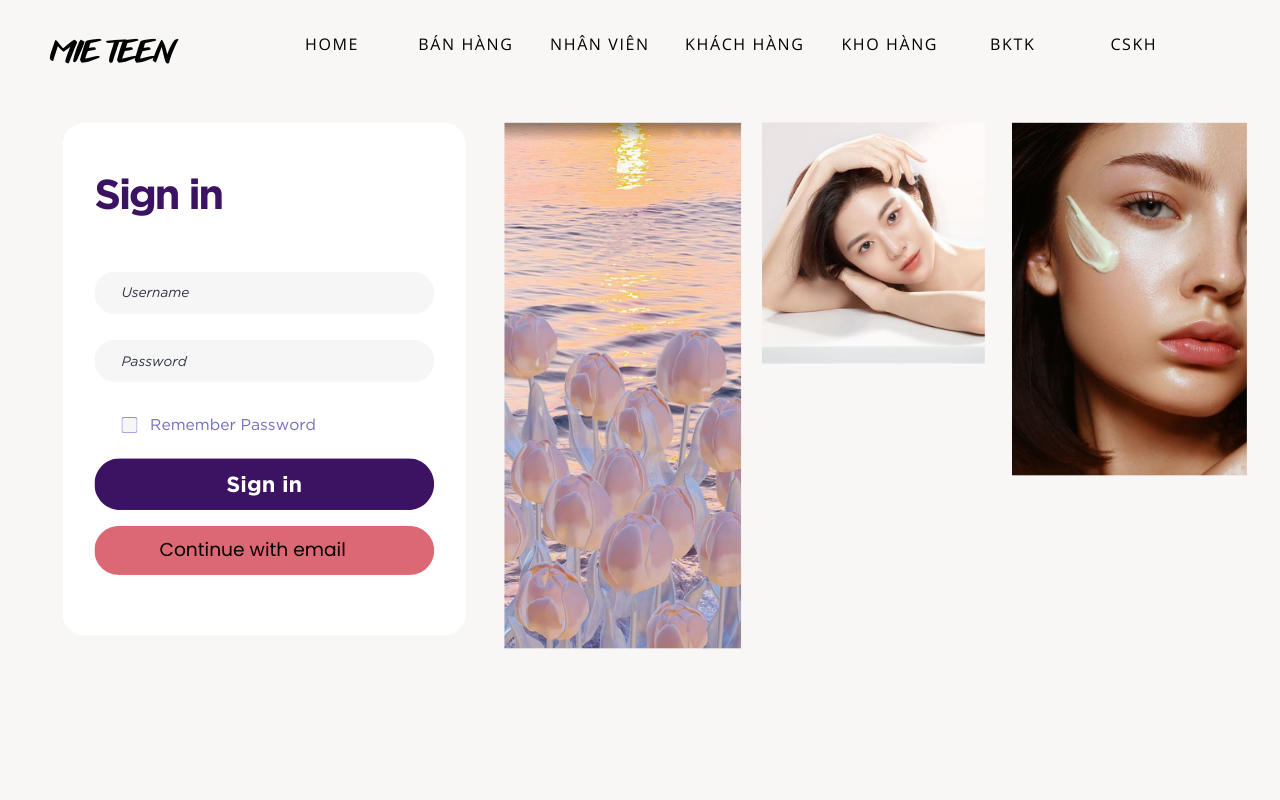 MIE TEEN
HOME BÁN HÀNG NHÂN VIÊN KHÁCH HÀNG KHO HÀNG BKTK CSKH
Sign in
Username
Password
Remember Password
Sign in
Continue with email